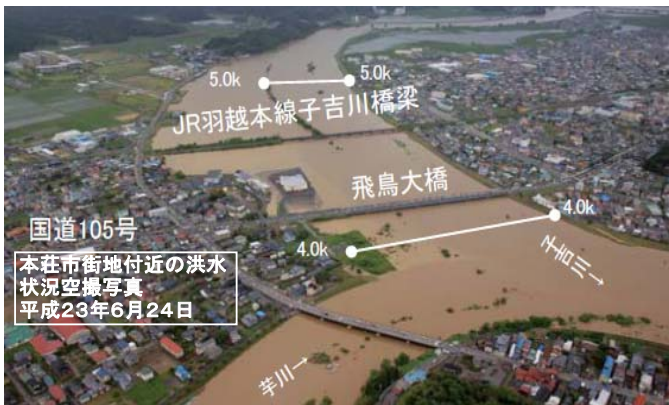 5.0k
5.0k
JR羽越本線子吉川橋梁
飛鳥大橋
国道105号
4.0k
4.0k
子吉川→
本荘市街地付近の洪水
状況空撮写真
平成23年6月24日
芋川→